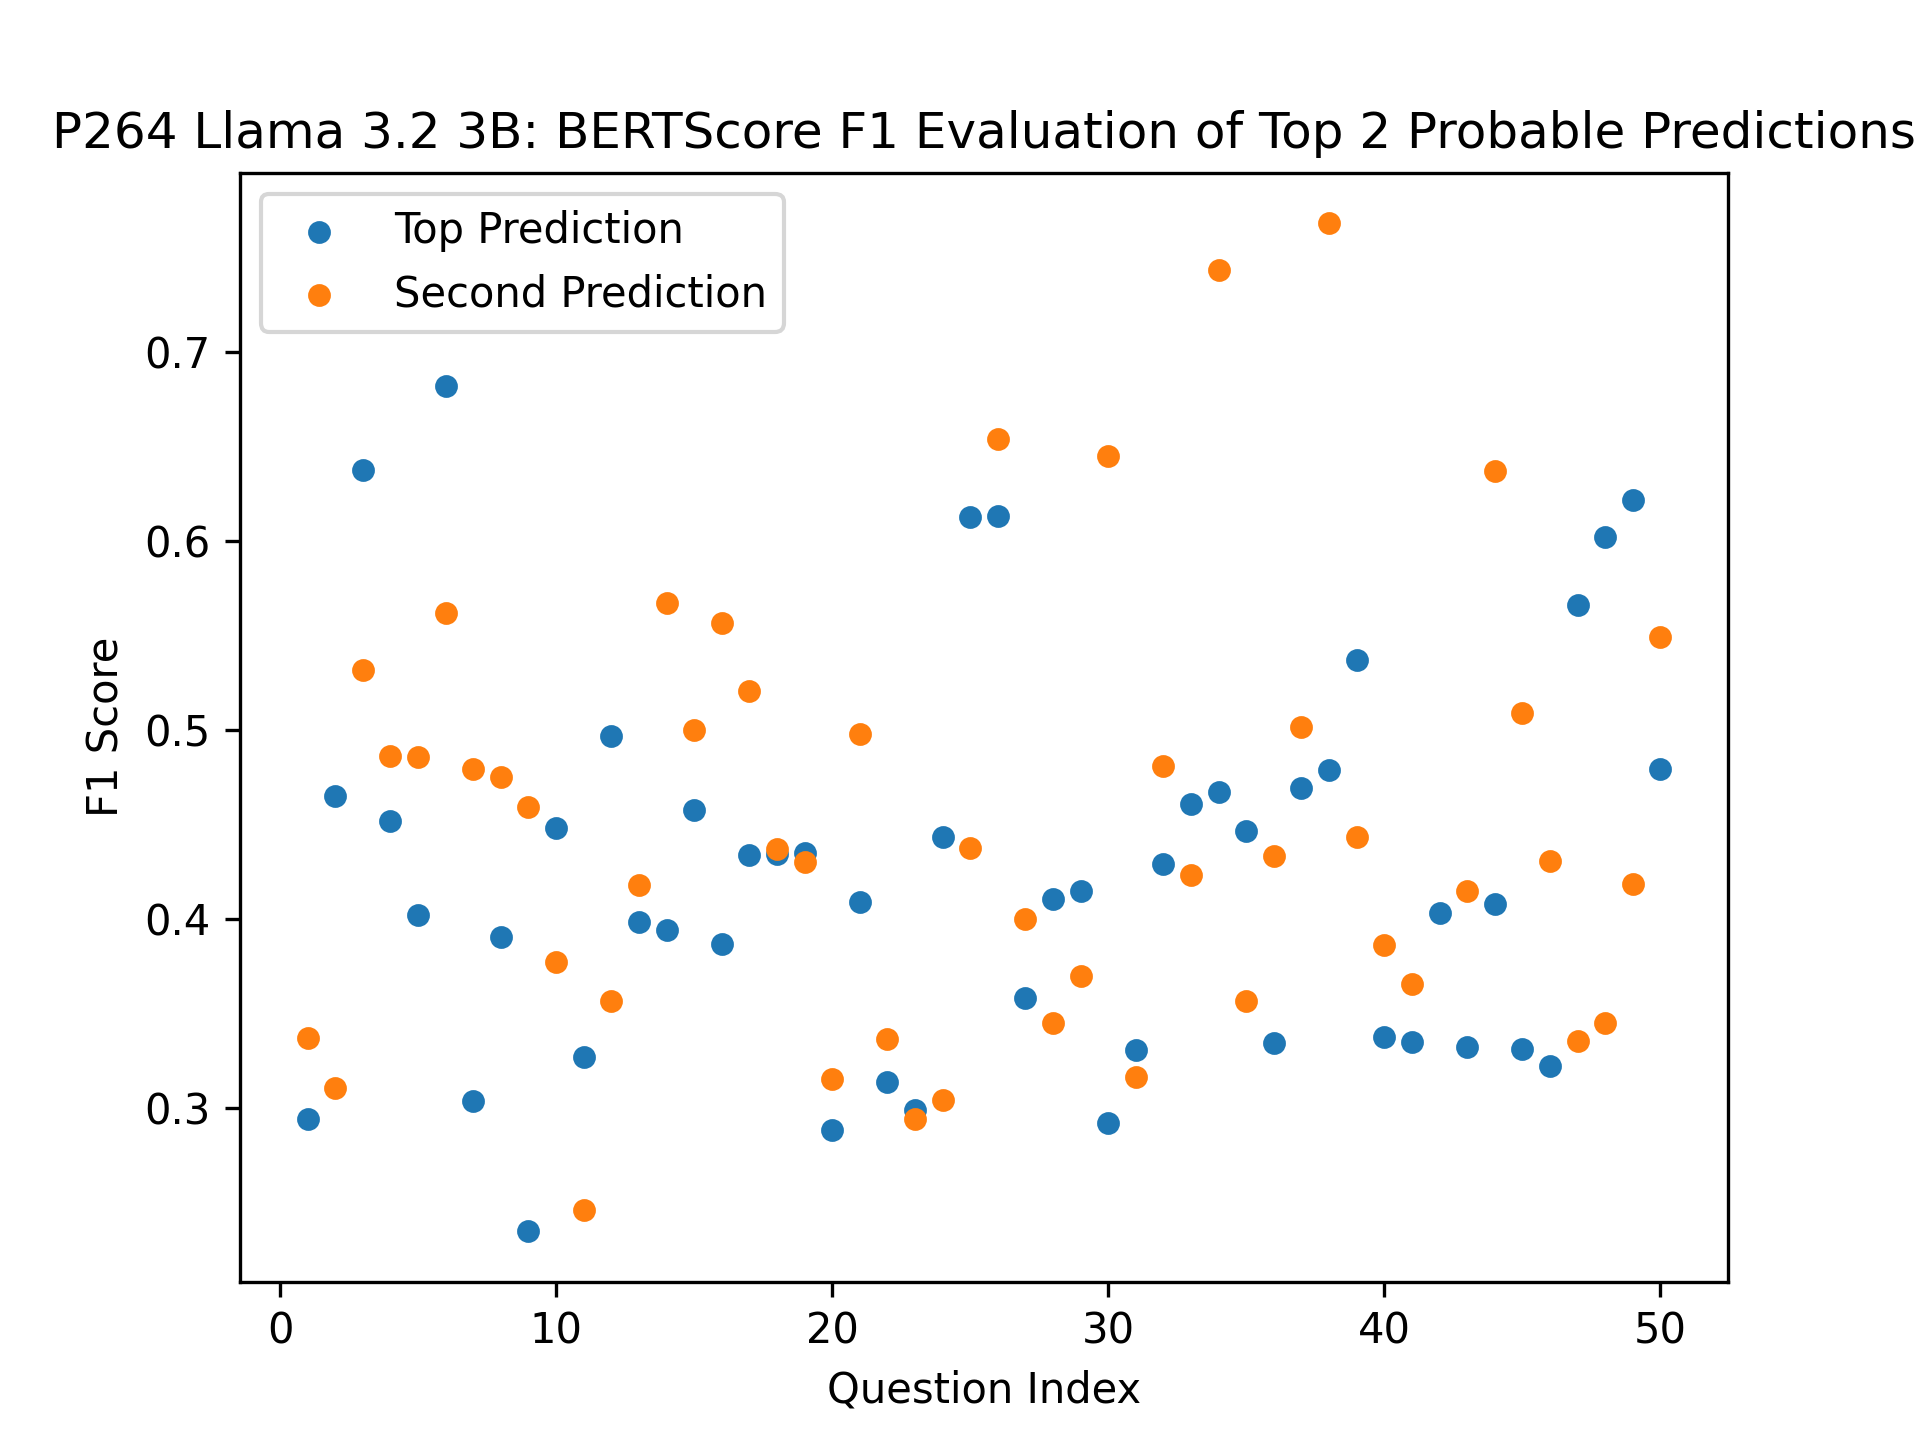 P264 Llama 3.2 3B: BERTScore F1 Evaluation of Top 2 Probable Predictions
Top Prediction
Second Prediction
0.7
0.6
0.5
0.4
0.3
F1 Score
0 10 20 30 40 50
Question Index